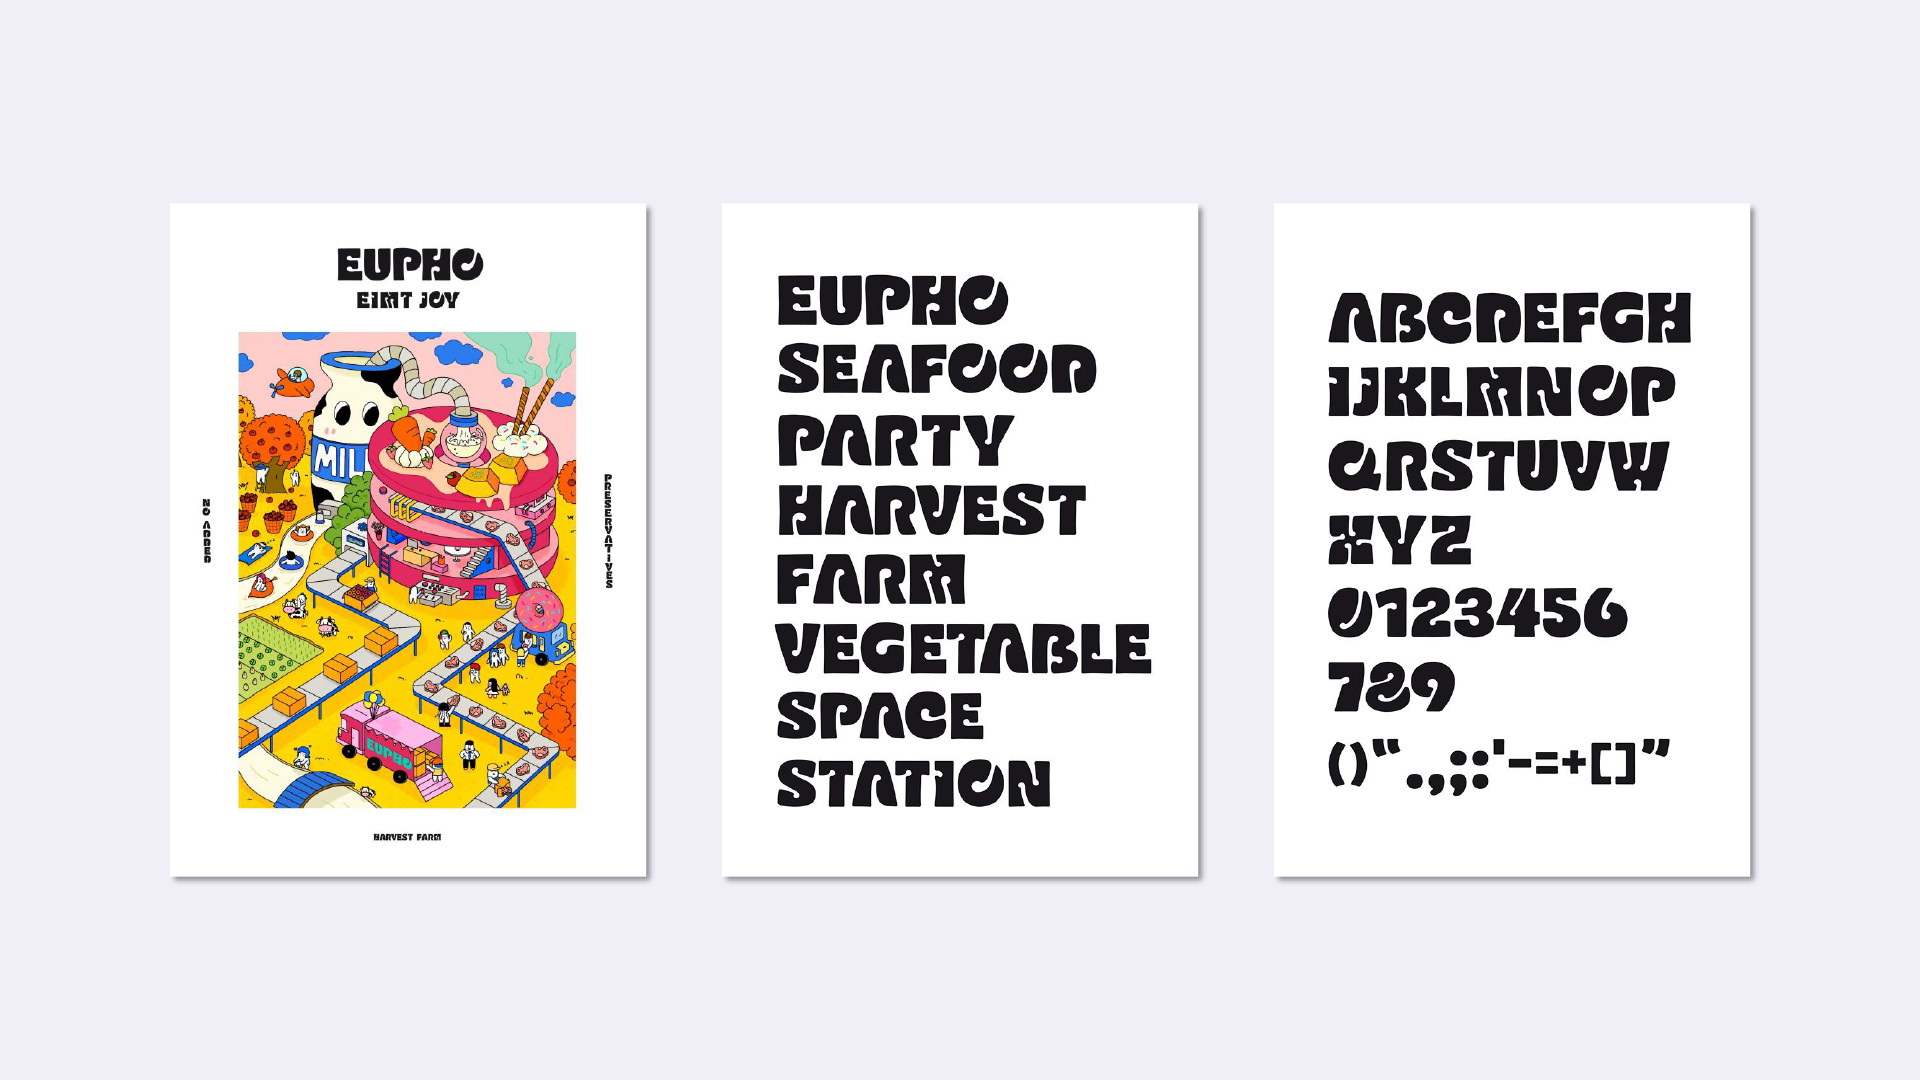 EUPHO
EIMT JOY
NO ADDED
PRESERVATIVES
MIL
EUPHO
HARVEST FARM
EUPHO
SEAFOOD
PARTY
HARVEST
FARM
VEGETABLE
SPACE
STATION
ABCDEFGH
IJKLMNOP
QRSTUVW
XYZ
0123456
789
()“.,;:'-=+[]”